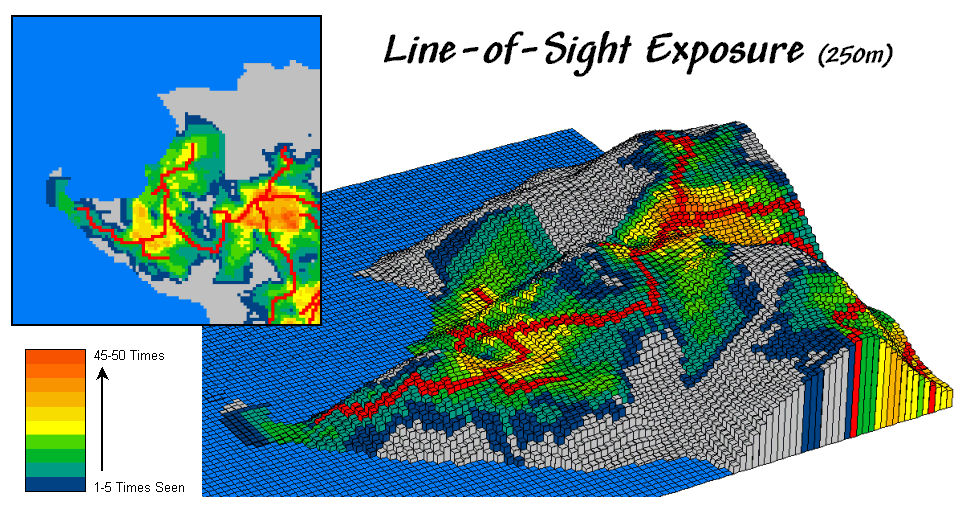 Line-of-Sight Exposure (250m)
45-50 Times
1-5 Times Seen